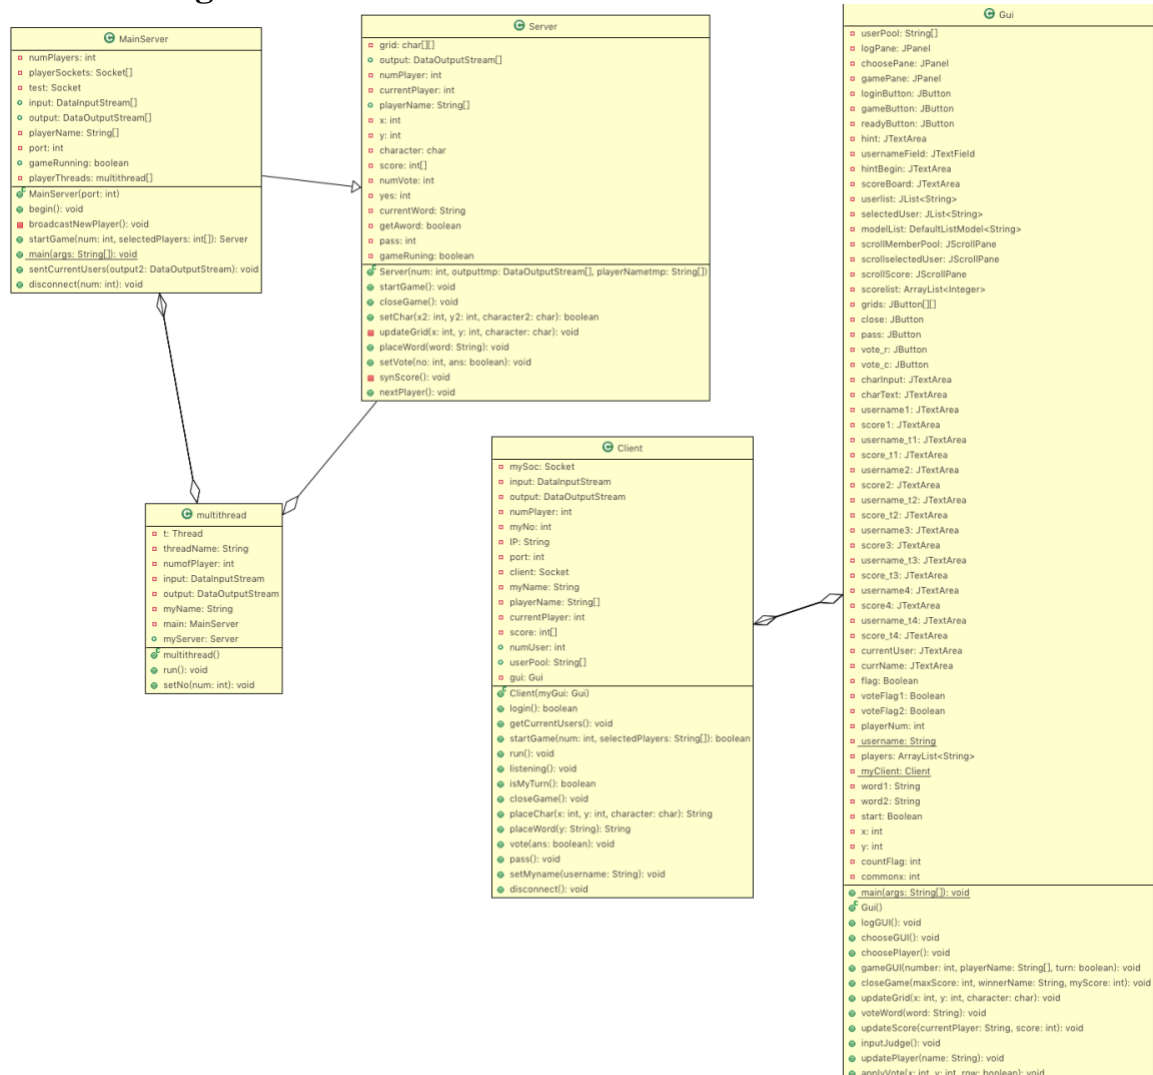 MainServer
numPlayers: int
playerSockets: Socket[]
test: Socket
input: DataInputStream[]
output: DataOutputStream[]
playerName: String[]
port: int
gameRunning: boolean
playerThreads: multithread[]
MainServer(port: int)
begin(): void
broadcastNewPlayer(): void
startGame(num: int, selectedPlayers: int[]): Server
main(args: String[]): void
sentCurrentUsers(output2: DataOutputStream): void
disconnect(num: int): void
Server
grid: char[][]
output: DataOutputStream[]
numPlayer: int
currentPlayer: int
playerName: String[]
x: int
y: int
character: char
score: int[]
numVote: int
yes: int
currentWord: String
getAword: boolean
pass: int
gameRuning: boolean
Server(num: int, outputtmp: DataOutputStream[], playerNametmp: String[])
startGame(): void
closeGame(): void
setChar(x2: int, y2: int, character2: char): boolean
updateGrid(x: int, y: int, character: char): void
placeWord(word: String): void
setVote(no: int, ans: boolean): void
synScore(): void
nextPlayer(): void
multithread
t: Thread
threadName: String
numofPlayer: int
input: DataInputStream
output: DataOutputStream
myName: String
main: MainServer
myServer: Server
multithread()
run(): void
setNo(num: int): void
Client
mySoc: Socket
input: DataInputStream
output: DataOutputStream
numPlayer: int
myNo: int
IP: String
port: int
client: Socket
myName: String
playerName: String[]
currentPlayer: int
score: int[]
numUser: int
userPool: String[]
gui: Gui
Client(myGui: Gui)
login(): boolean
getCurrentUsers(): void
startGame(num: int, selectedPlayers: String[]): boolean
run(): void
listening(): void
isMyTurn(): boolean
closeGame(): void
placeChar(x: int, y: int, character: char): String
placeWord(y: String): String
vote(ans: boolean): void
pass(): void
setMyname(username: String): void
disconnect(): void
Gui
userPool: String[]
logPane: JPanel
choosePane: JPanel
gamePane: JPanel
loginButton: JButton
gameButton: JButton
readyButton: JButton
hint: JTextArea
usernameField: JTextField
hintBegin: JTextArea
scoreBoard: JTextArea
userlist: JList<String>
selectedUser: JList<String>
modelList: DefaultListModel<String>
scrollMemberPool: JScrollPane
scrollselectedUser: JScrollPane
scrollScore: JScrollPane
scorelist: ArrayList<Integer>
grids: JButton[][]
close: JButton
pass: JButton
vote_r: JButton
vote_c: JButton
charInput: JTextArea
charText: JTextArea
username1: JTextArea
score1: JTextArea
username_t1: JTextArea
score_t1: JTextArea
username2: JTextArea
score2: JTextArea
username_t2: JTextArea
score_t2: JTextArea
username3: JTextArea
score3: JTextArea
username_t3: JTextArea
score_t3: JTextArea
username4: JTextArea
score4: JTextArea
username_t4: JTextArea
score_t4: JTextArea
currentUser: JTextArea
currName: JTextArea
flag: Boolean
voteFlag1: Boolean
voteFlag2: Boolean
playerNum: int
username: String
players: ArrayList<String>
myClient: Client
word1: String
word2: String
start: Boolean
x: int
y: int
countFlag: int
commonx: int
main(args: String[]): void
Gui()
logGUI(): void
chooseGUI(): void
choosePlayer(): void
gameGUI(number: int, playerName: String[], turn: boolean): void
closeGame(maxScore: int, winnerName: String, myScore: int): void
updateGrid(x: int, y: int, character: char): void
voteWord(word: String): void
updateScore(currentPlayer: String, score: int): void
inputJudge(): void
updatePlayer(name: String): void
applyVote(x: int, y: int, row: boolean): void